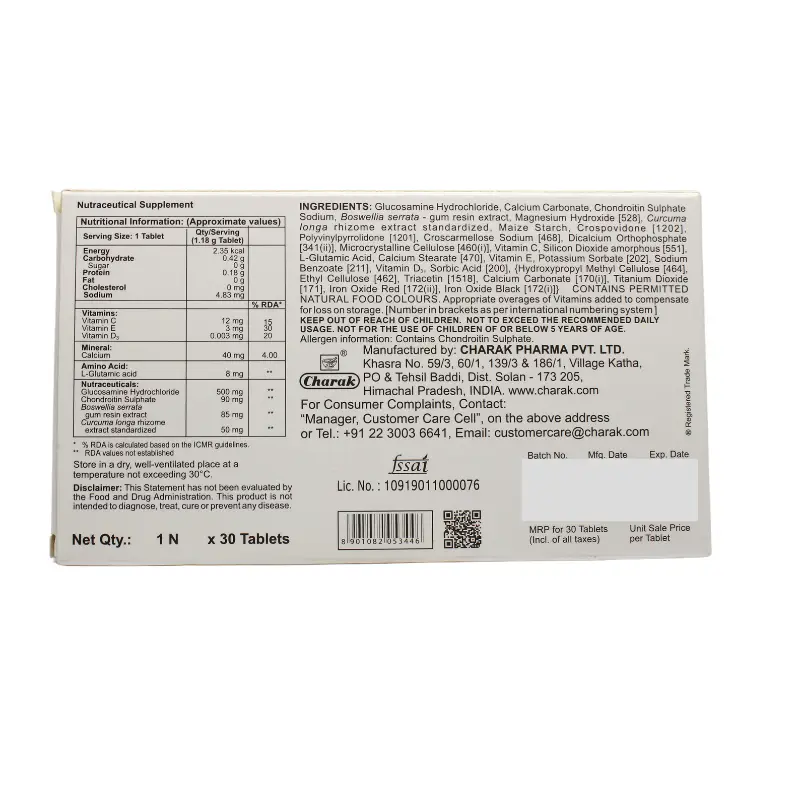 Nutraceutical Supplement
Nutritional Information: (Approximate values)
Serving Size: 1 Tablet
Qty/Serving
(1.18 g Tablet)
Energy 2.35 kcal
Carbohydrate 0.42 g
Sugar 0 g
Protein 0.18 g
Fat 0 g
Cholesterol 0 mg
Sodium 4.83 mg
% RDA*
Vitamins:
Vitamin C 12 mg 15
Vitamin E 3 mg 30
Vitamin D₃ 0.003 mg 20
Mineral:
Calcium 40 mg 4.00
Amino Acid:
L-Glutamic acid 8 mg **
Nutraceuticals:
Glucosamine Hydrochloride 500 mg **
Chondroitin Sulphate 90 mg **
Boswellia serrata
gum resin extract 85 mg **
Curcuma longa rhizome
extract standardized 50 mg **
* % RDA is calculated based on the ICMR guidelines.
** RDA values not established
Store in a dry, well-ventilated place at
a temperature not exceeding 30°C.
Disclaimer: This Statement has not been evaluated by
the Food and Drug Administration. This product is not
intended to diagnose, treat, cure or prevent any disease.
Net Qty.: 1 N x 30 Tablets
INGREDIENTS: Glucosamine Hydrochloride, Calcium Carbonate, Chondroitin Sulphate
Sodium, Boswellia serrata - gum resin extract, Magnesium Hydroxide [528], Curcuma
longa rhizome extract standardized, Maize Starch, Crospovidone [1202],
Polyvinylpyrrolidone [1201], Croscarmellose Sodium [468], Dicalcium Orthophosphate
[341(ii)], Microcrystalline Cellulose [460(i)], Vitamin C, Silicon Dioxide amorphous [551],
L-Glutamic Acid, Calcium Stearate [470], Vitamin E, Potassium Sorbate [202], Sodium
Benzoate [211], Vitamin D₃, Sorbic Acid [200], {Hydroxypropyl Methyl Cellulose [464],
Ethyl Cellulose [462], Triacetin [1518], Calcium Carbonate [170(i)], Titanium Dioxide
[171], Iron Oxide Red [172(ii)], Iron Oxide Black [172(i)]} CONTAINS PERMITTED
NATURAL FOOD COLOURS. Appropriate overages of Vitamins added to compensate
for loss on storage. [Number in brackets as per international numbering system]
KEEP OUT OF REACH OF CHILDREN. NOT TO EXCEED THE RECOMMENDED DAILY
USAGE. NOT FOR THE USE OF CHILDREN OF OR BELOW 5 YEARS OF AGE.
Allergen information: Contains Chondroitin Sulphate.
Charak ®
Manufactured by: CHARAK PHARMA PVT. LTD.
Khasra No. 59/3, 60/1, 139/3 & 186/1, Village Katha,
PO & Tehsil Baddi, Dist. Solan - 173 205,
Himachal Pradesh, INDIA. www.charak.com
For Consumer Complaints, Contact:
"Manager, Customer Care Cell", on the above address
or Tel.: +91 22 3003 6641, Email: customercare@charak.com
® Registered Trade Mark.
fssai
Lic. No. : 10919011000076
8 901082 053446
Batch No. Mfg. Date Exp. Date
MRP for 30 Tablets
(Incl. of all taxes)
Unit Sale Price
per Tablet